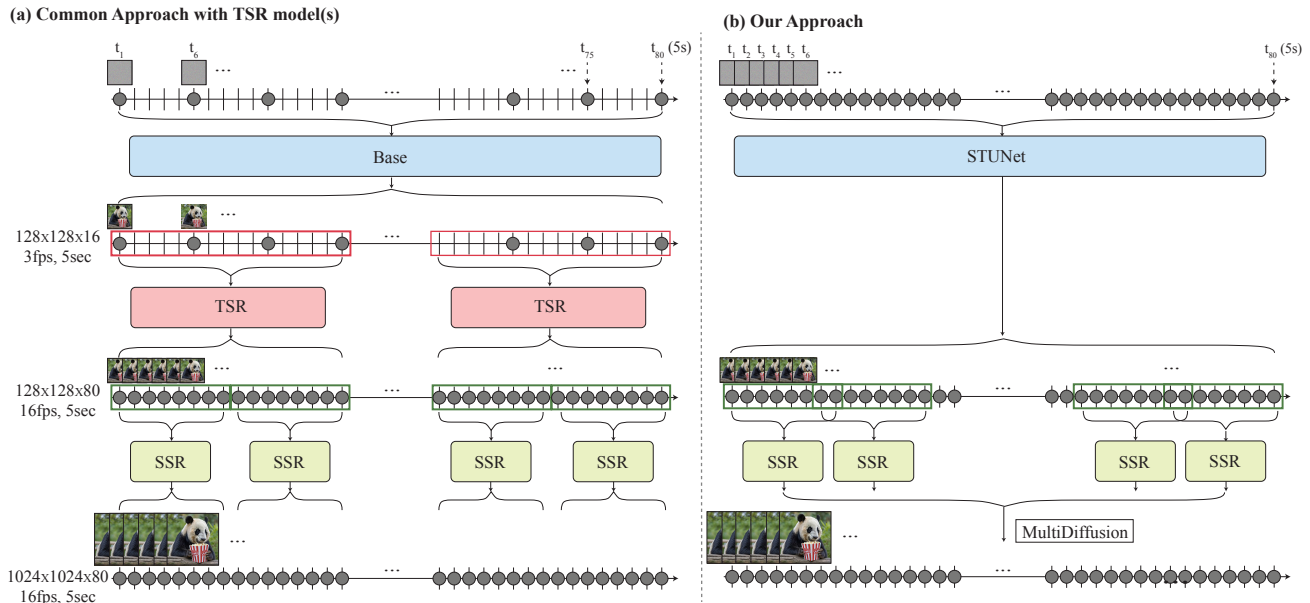 (a) Common Approach with TSR model(s)
t1 t6 ... ... t75 t80 (5s)
...
Base
...
128x128x16
3fps, 5sec
...
TSR TSR
... ...
128x128x80
16fps, 5sec
...
SSR SSR SSR SSR
...
1024x1024x80
16fps, 5sec
...
(b) Our Approach
t1 t2 t3 t4 t5 t6 ... t80 (5s)
...
STUNet
... ...
...
SSR SSR SSR SSR
MultiDiffusion
...
...